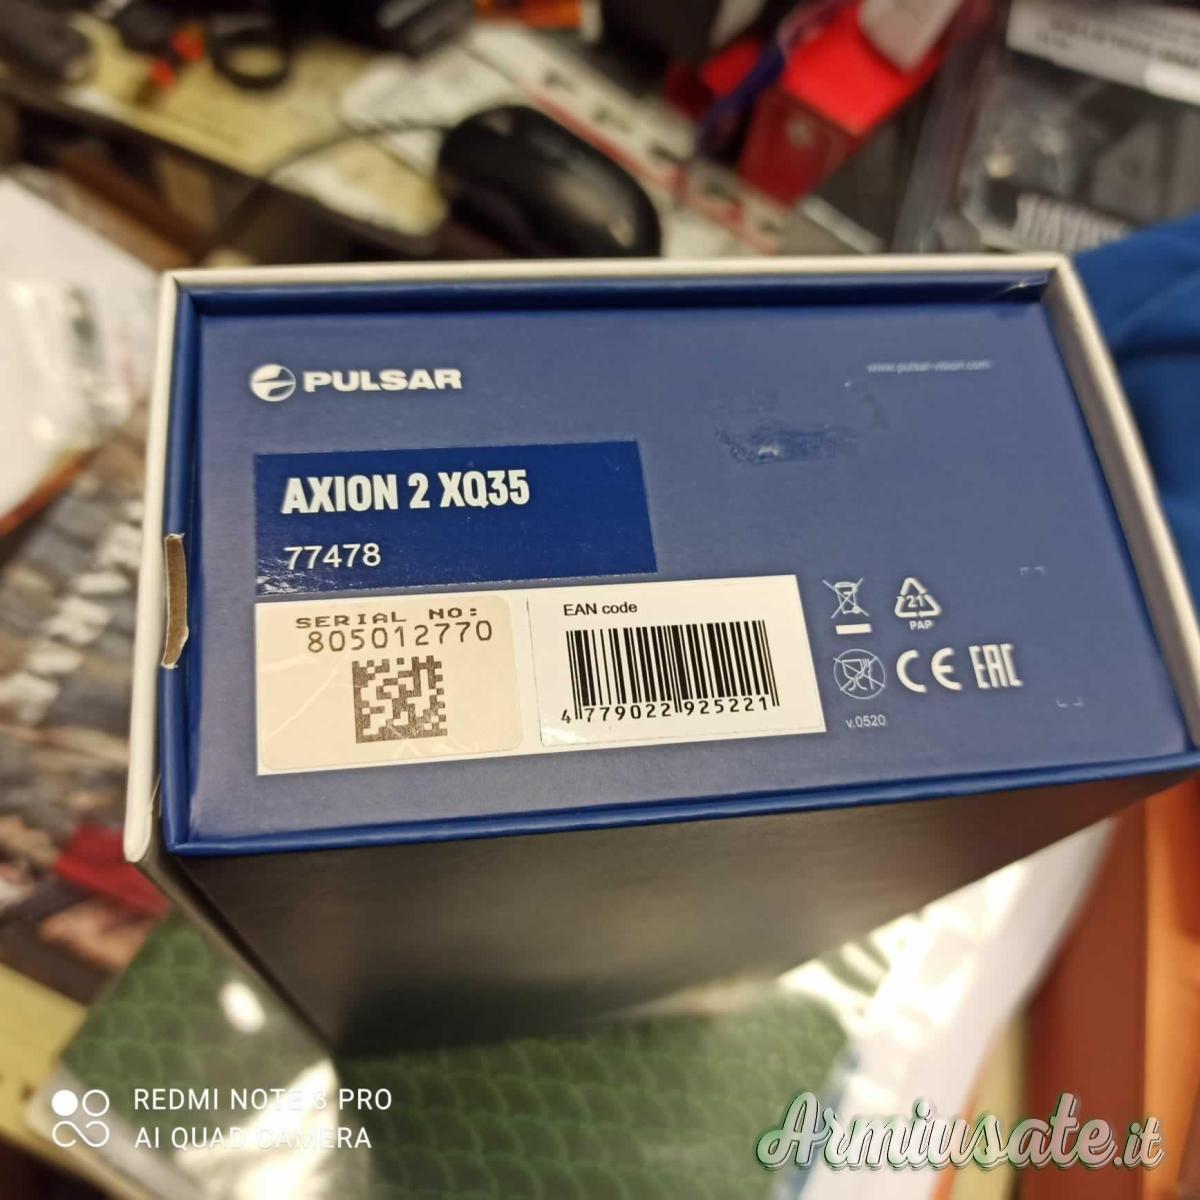 PULSAR
www.pulsar-vision.com
AXION 2 XQ35
77478
SERIAL NO:
805012770
EAN code
4 779022 925221
21
PAP
CE EAC
v.0520
REDMI NOTE 8 PRO
AI QUAD CAMERA
Armiusate.it